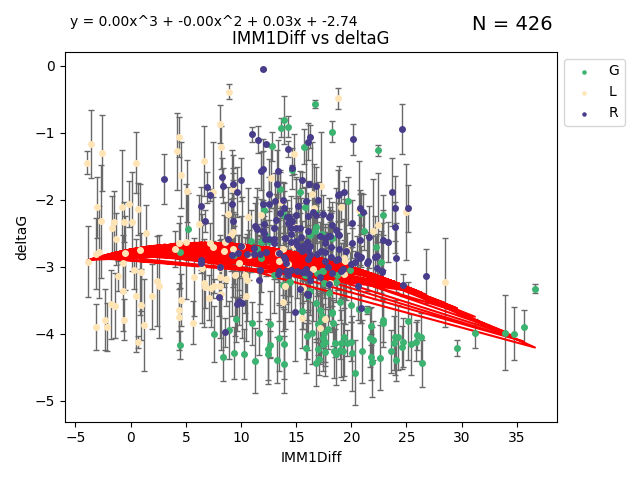 y = 0.00x^3 + -0.00x^2 + 0.03x + -2.74
N = 426
IMM1Diff vs deltaG
G
L
R
deltaG
0
−1
−2
−3
−4
−5
−5 0 5 10 15 20 25 30 35
IMM1Diff